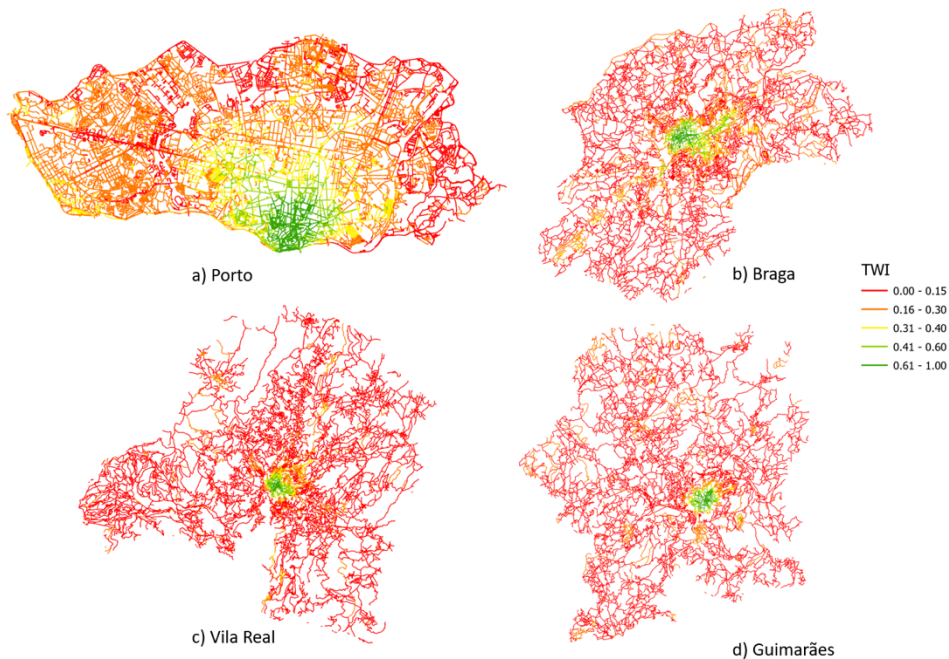 a) Porto
b) Braga
TWI
0.00 - 0.15
0.16 - 0.30
0.31 - 0.40
0.41 - 0.60
0.61 - 1.00
c) Vila Real
d) Guimarães